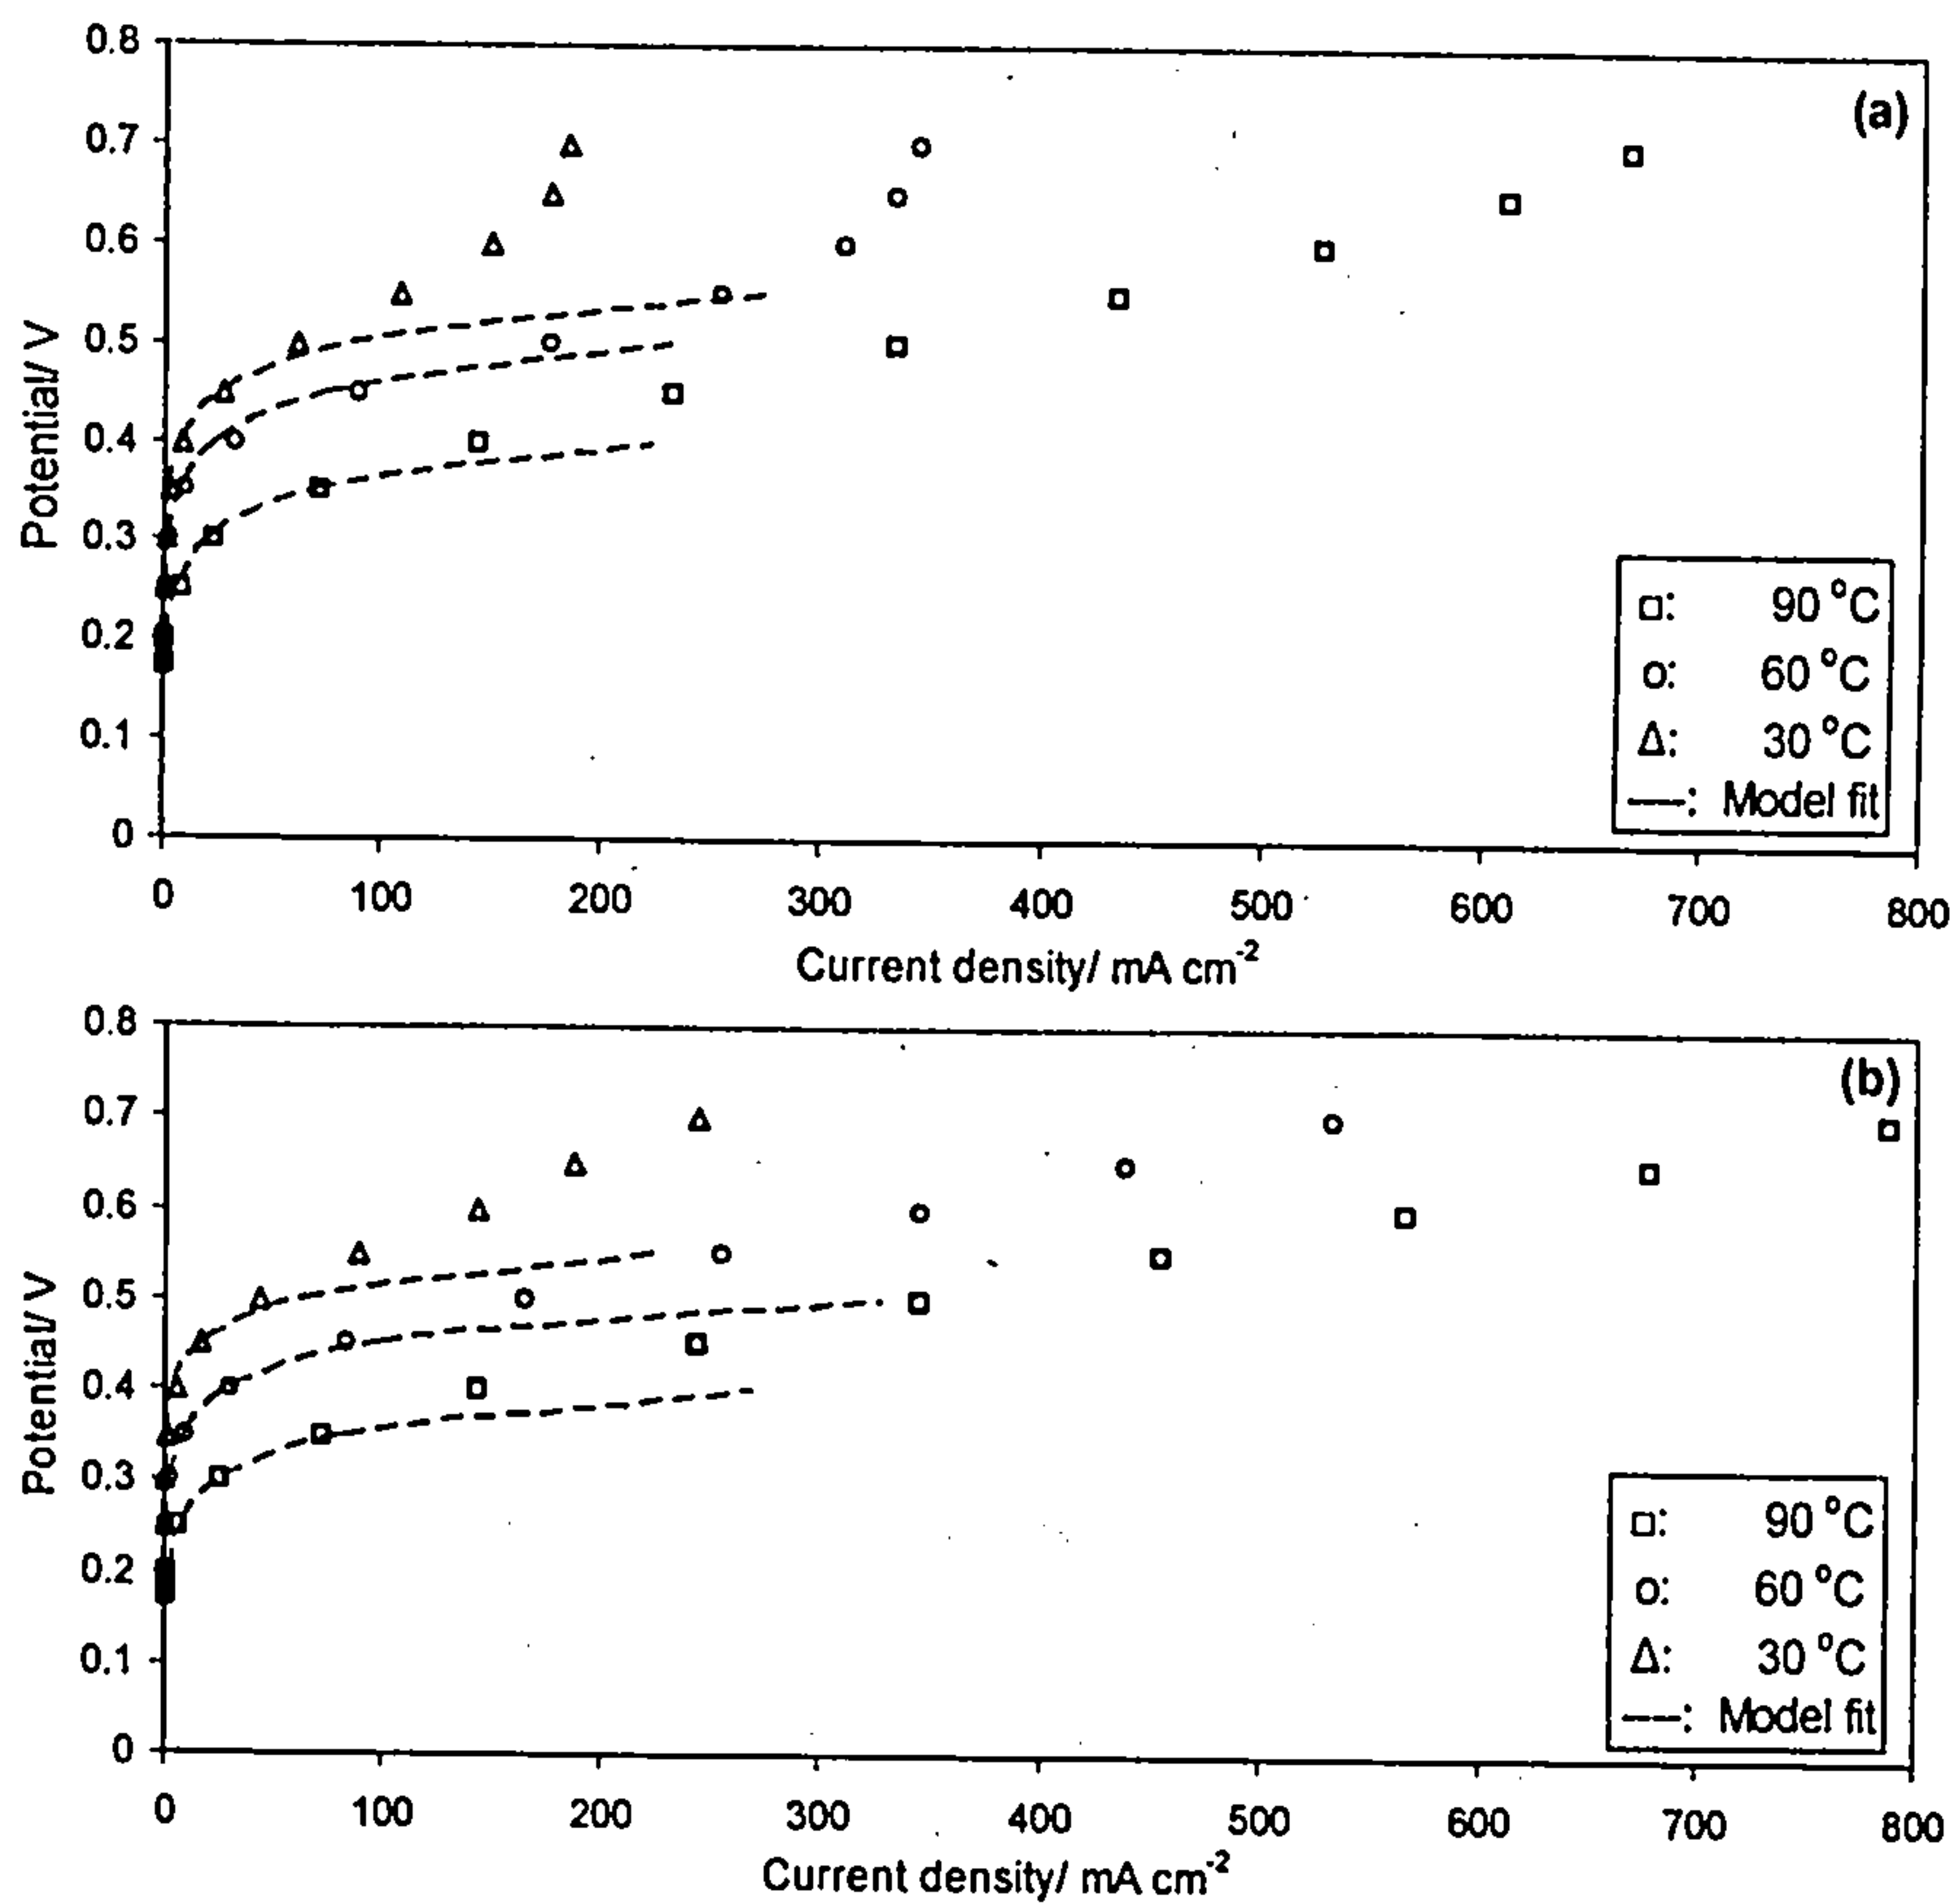 (a)
0.8
0.7
0.6
0.5
0.4
0.3
0.2
0.1
0
Potential/ V
0 100 200 300 400 500 600 700 800
Current density/ mA cm⁻²
□: 90 °C
o: 60 °C
Δ: 30 °C
—: Model fit
(b)
0.8
0.7
0.6
0.5
0.4
0.3
0.2
0.1
0
Potential/ V
0 100 200 300 400 500 600 700 800
Current density/ mA cm⁻²
□: 90 °C
o: 60 °C
Δ: 30 °C
---: Model fit